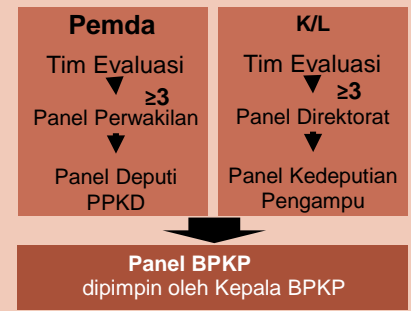 Pemda
Tim Evaluasi
≥3
Panel Perwakilan
Panel Deputi
PPKD
K/L
Tim Evaluasi
≥3
Panel Direktorat
Panel Kedeputian
Pengampu
Panel BPKP
dipimpin oleh Kepala BPKP